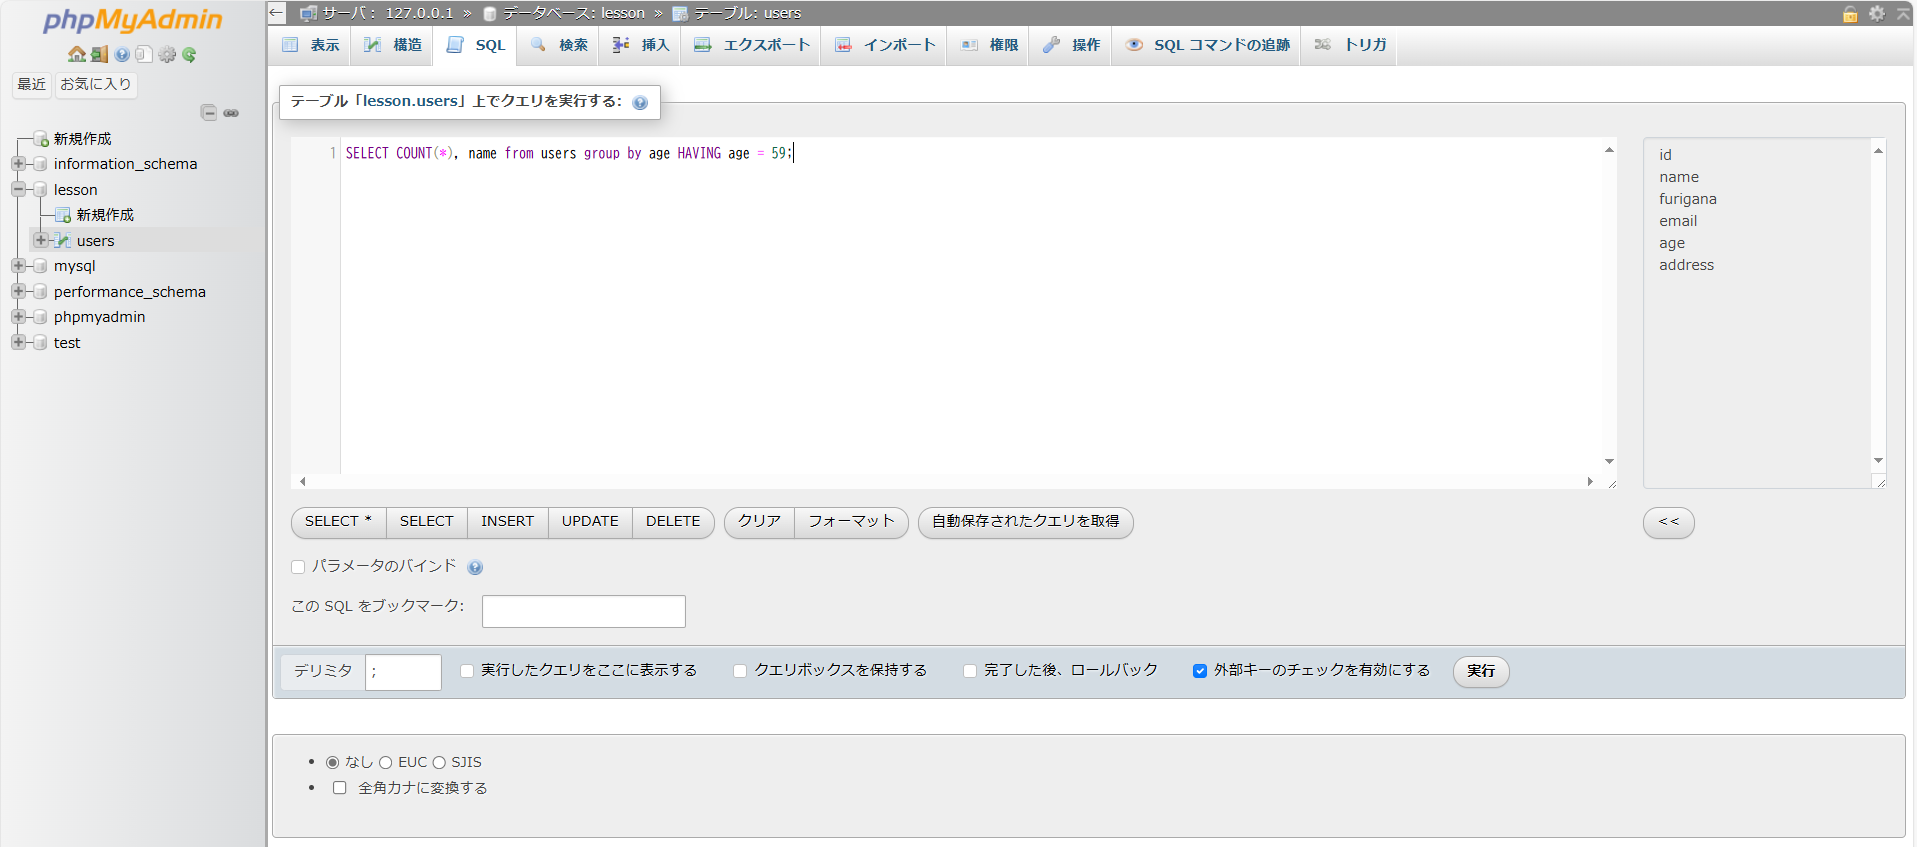 phpMyAdmin
最近 お気に入り
新規作成
information_schema
lesson
新規作成
users
mysql
performance_schema
phpmyadmin
test
← サーバ: 127.0.0.1 » データベース: lesson » テーブル: users
表示 構造 SQL 検索 挿入 エクスポート インポート 権限 操作 SQL コマンドの追跡 トリガ
テーブル「lesson.users」上でクエリを実行する:
1 SELECT COUNT(*), name from users group by age HAVING age = 59;
id
name
furigana
email
age
address
SELECT * SELECT INSERT UPDATE DELETE クリア フォーマット 自動保存されたクエリを取得 <<
パラメータのバインド
この SQL をブックマーク:
デリミタ ; 実行したクエリをここに表示する クエリボックスを保持する 完了した後、ロールバック 外部キーのチェックを有効にする 実行
なし EUC SJIS
全角カナに変換する